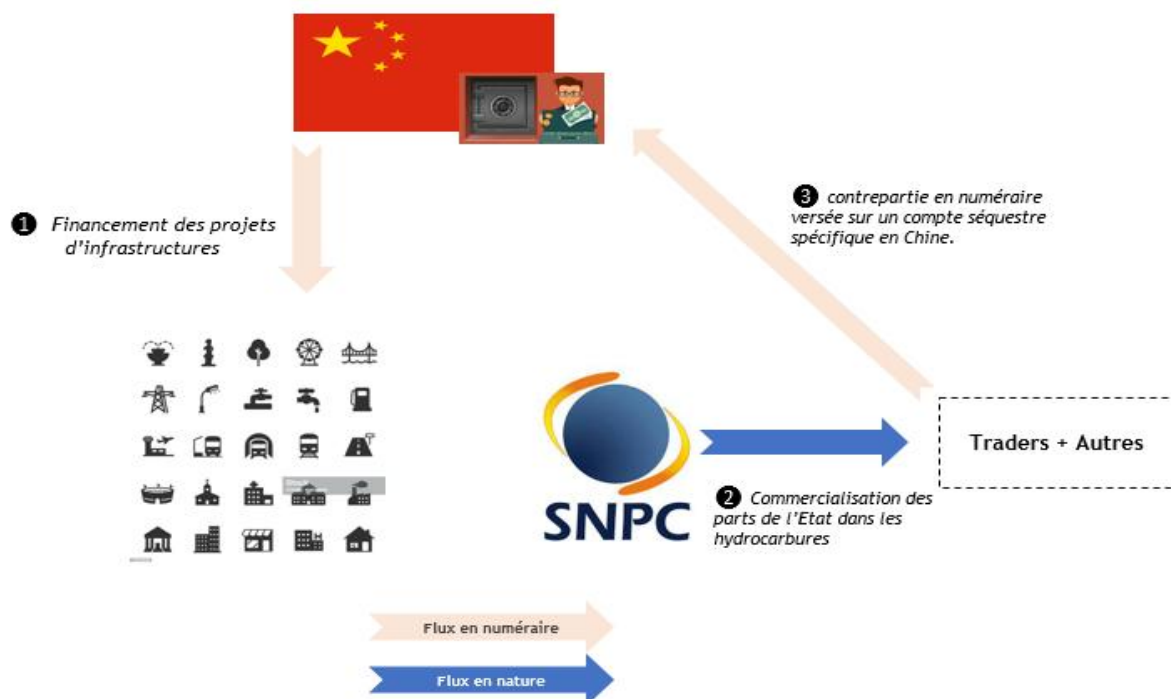 ❶ Financement des projets
d'infrastructures
❸ contrepartie en numéraire
versée sur un compte séquestre
spécifique en Chine.
SNPC
Traders + Autres
❷ Commercialisation des
parts de l'Etat dans les
hydrocarbures
Flux en numéraire
Flux en nature